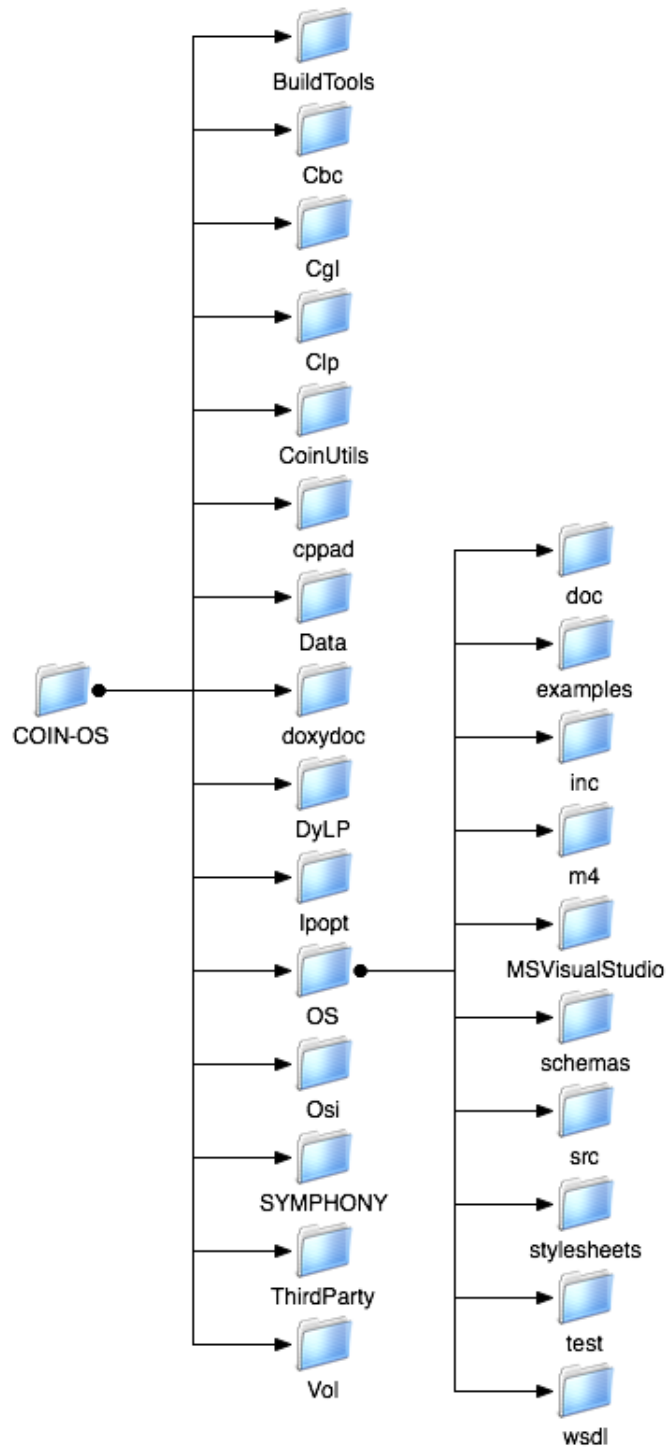 COIN-OS
BuildTools
Cbc
Cgl
Clp
CoinUtils
cppad
Data
doxydoc
DyLP
Ipopt
OS
Osi
SYMPHONY
ThirdParty
Vol
doc
examples
inc
m4
MSVisualStudio
schemas
src
stylesheets
test
wsdl